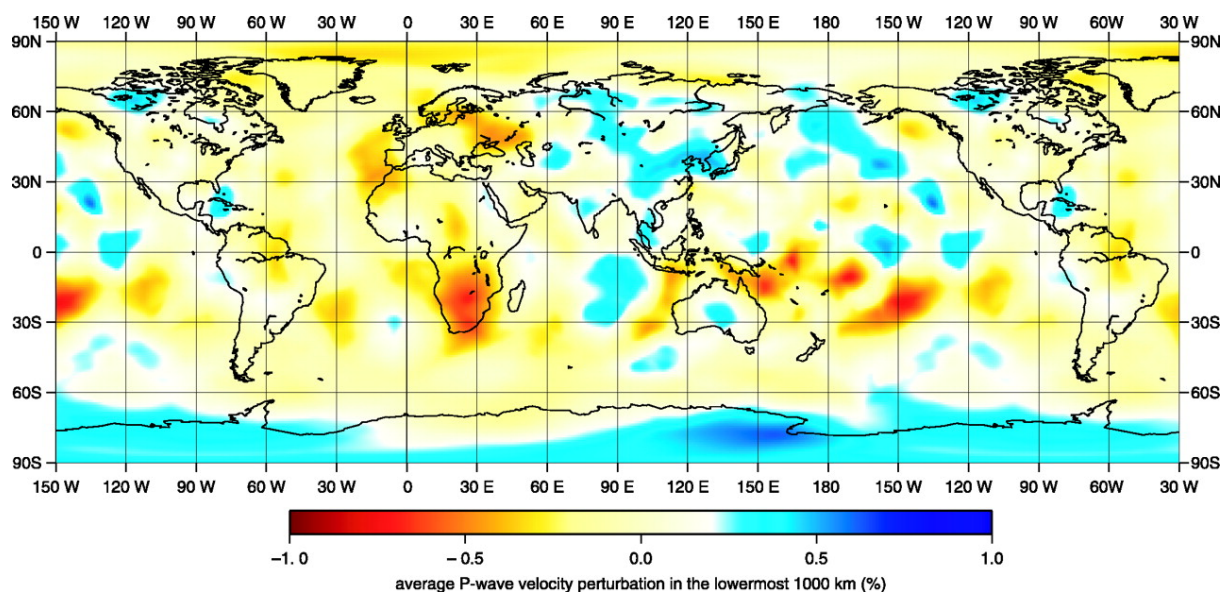 150 W 120 W 90 W 60 W 30 W 0 30 E 60 E 90 E 120 E 150 E 180 150 W 120 W 90 W 60W 30 W
90N 90N
60N 60N
30N 30N
0 0
30S 30S
60S 60S
90S 90S
150 W 120 W 90 W 60 W 30 W 0 30 E 60 E 90 E 120 E 150 E 180 150 W 120 W 90 W 60W 30 W
−1. 0 − 0.5 0.0 0.5 1.0
average P-wave velocity perturbation in the lowermost 1000 km (%)